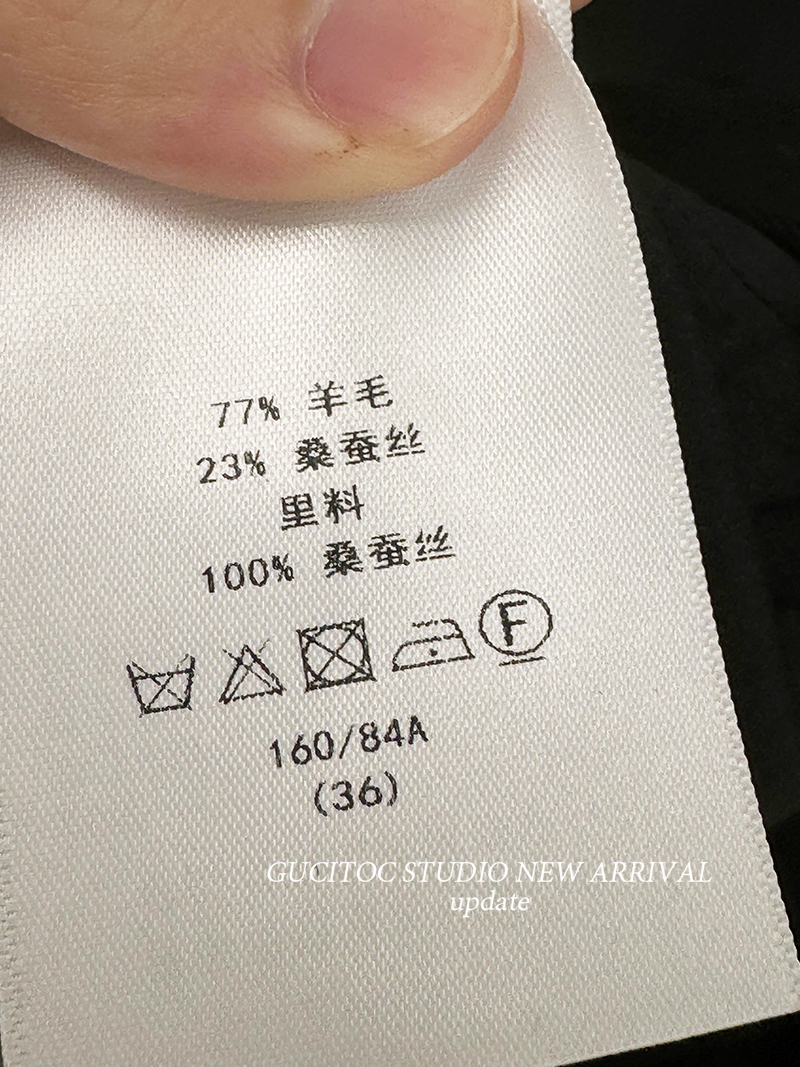 77% 羊毛
23% 桑蚕丝
里料
100% 桑蚕丝
F
160/84A
(36)
GUCITOC STUDIO NEW ARRIVAL
update